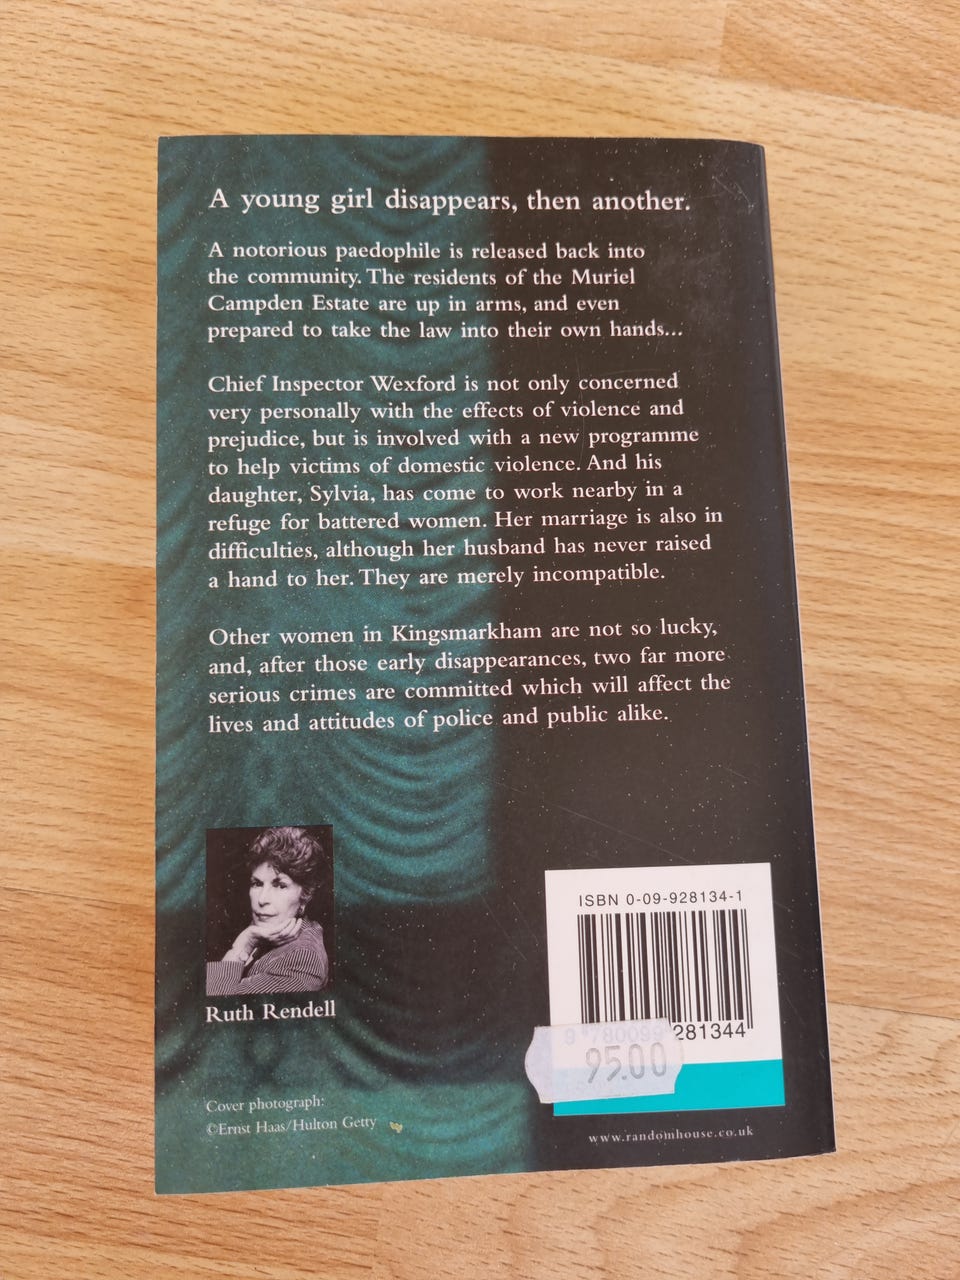 A young girl disappears, then another.
A notorious paedophile is released back into
the community. The residents of the Muriel
Campden Estate are up in arms, and even
prepared to take the law into their own hands...
Chief Inspector Wexford is not only concerned
very personally with the effects of violence and
prejudice, but is involved with a new programme
to help victims of domestic violence. And his
daughter, Sylvia, has come to work nearby in a
refuge for battered women. Her marriage is also in
difficulties, although her husband has never raised
a hand to her. They are merely incompatible.
Other women in Kingsmarkham are not so lucky,
and, after those early disappearances, two far more
serious crimes are committed which will affect the
lives and attitudes of police and public alike.
Ruth Rendell
Cover photograph:
©Ernst Haas/Hulton Getty
ISBN 0-09-928134-1
9 780099 281344
95.00
www.randomhouse.co.uk